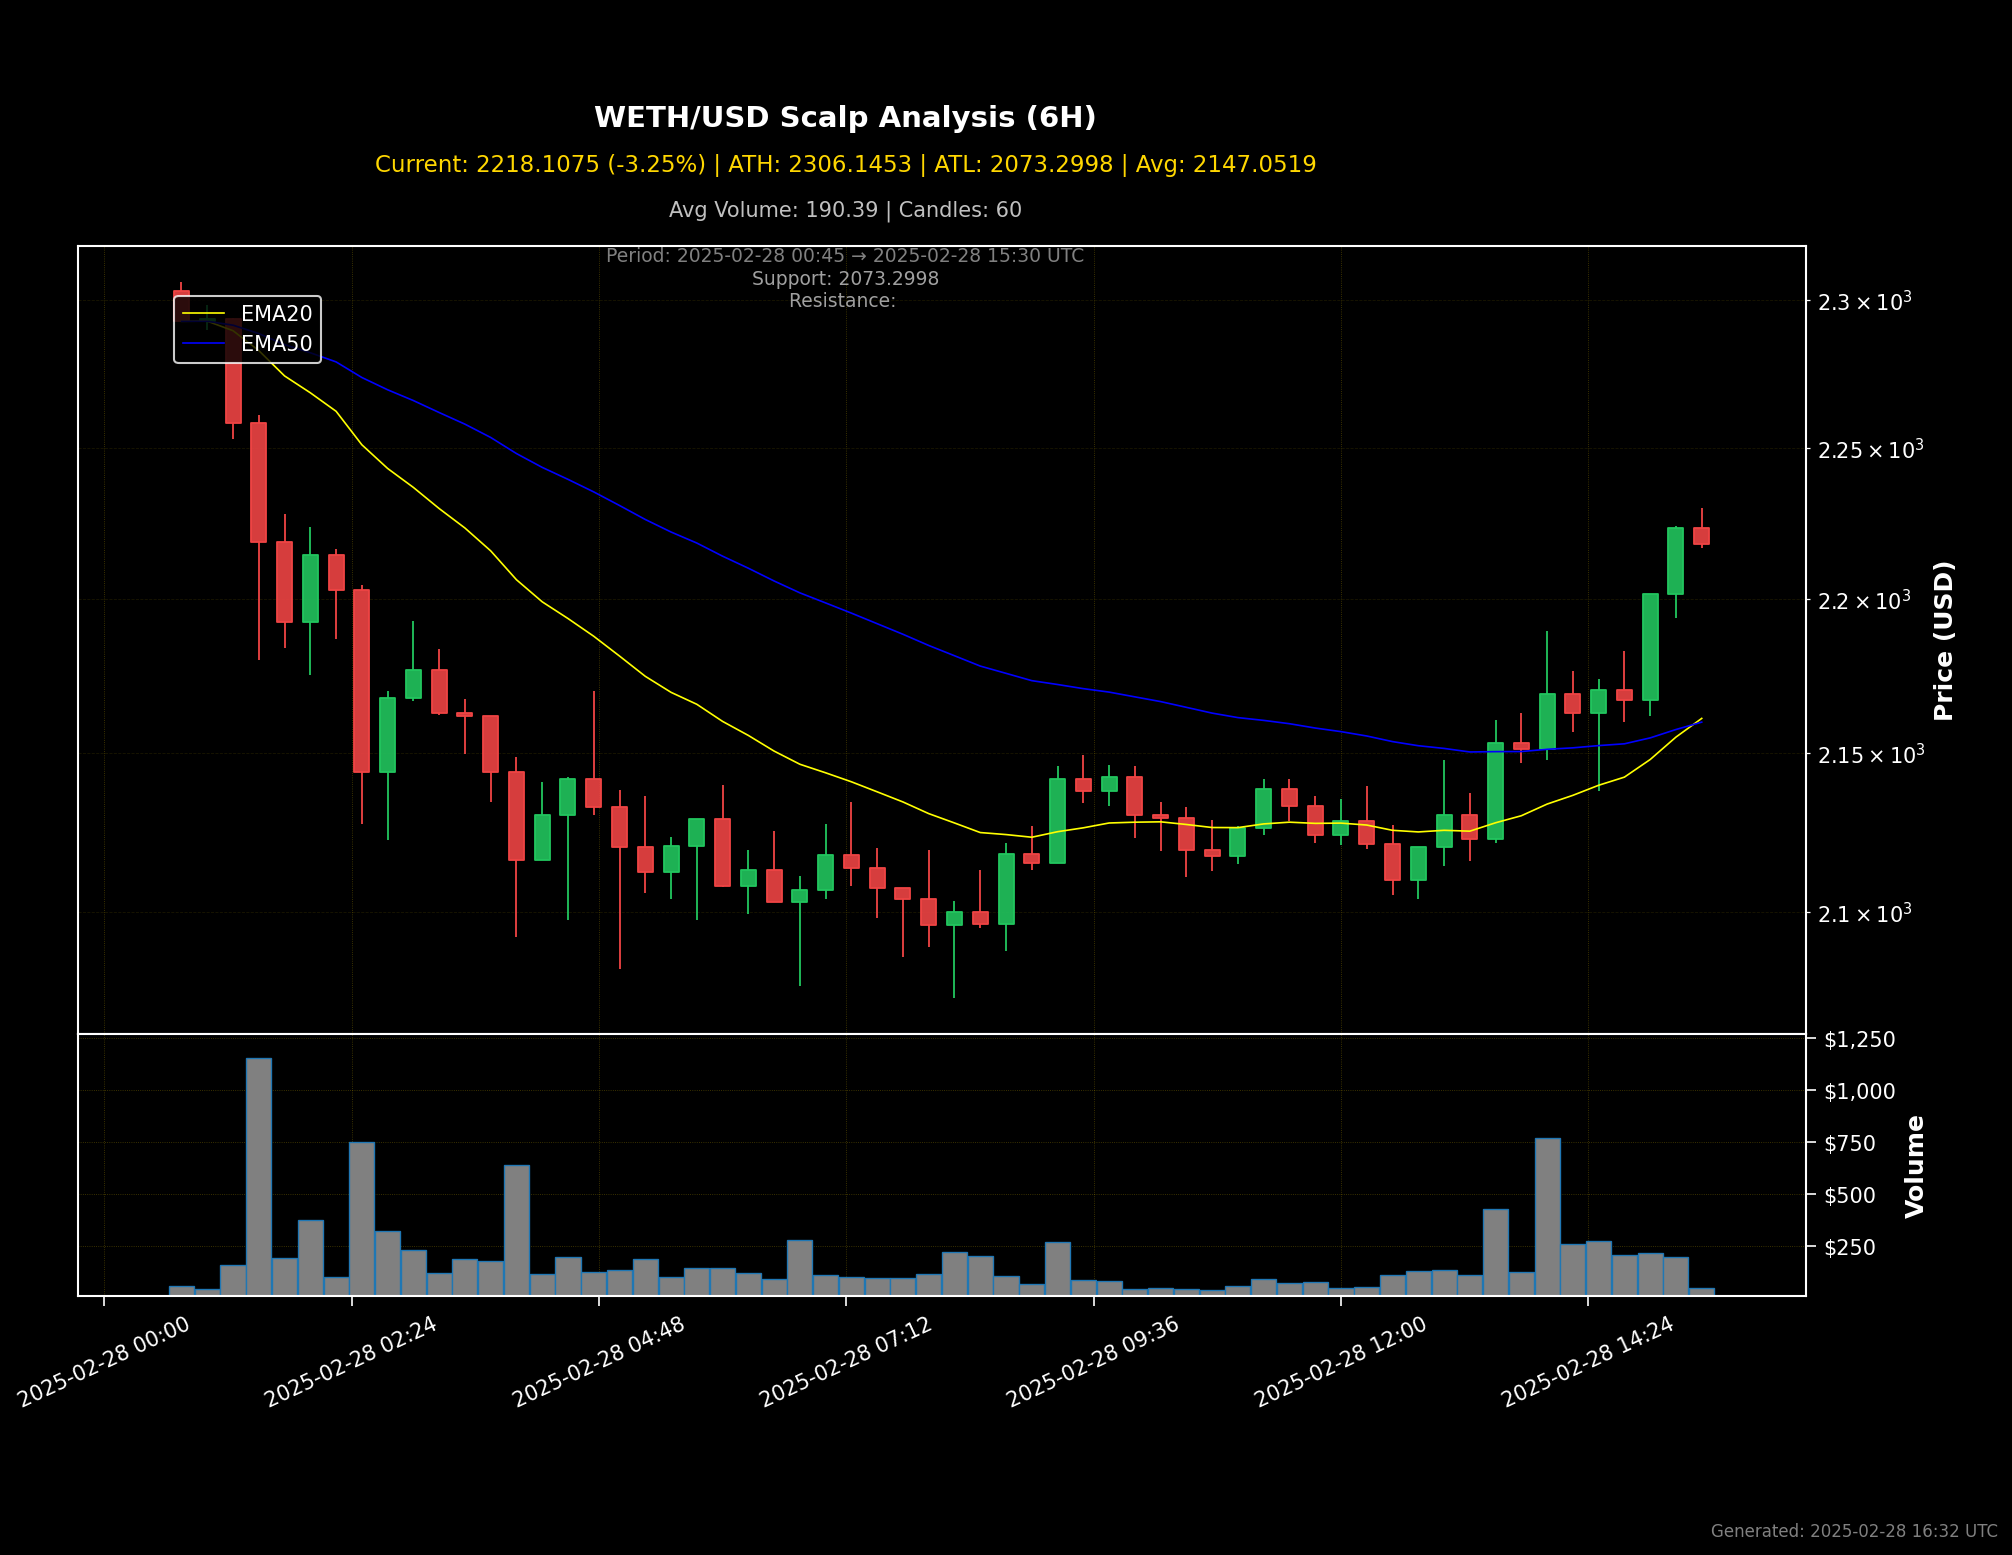 WETH/USD Scalp Analysis (6H)
Current: 2218.1075 (-3.25%) | ATH: 2306.1453 | ATL: 2073.2998 | Avg: 2147.0519
Avg Volume: 190.39 | Candles: 60
Period: 2025-02-28 00:45 → 2025-02-28 15:30 UTC
Support: 2073.2998
Resistance:
EMA20
EMA50
2.3 × 10³
2.25 × 10³
2.2 × 10³
2.15 × 10³
2.1 × 10³
Price (USD)
$1,250
$1,000
$750
$500
$250
Volume
2025-02-28 00:00
2025-02-28 02:24
2025-02-28 04:48
2025-02-28 07:12
2025-02-28 09:36
2025-02-28 12:00
2025-02-28 14:24
Generated: 2025-02-28 16:32 UTC